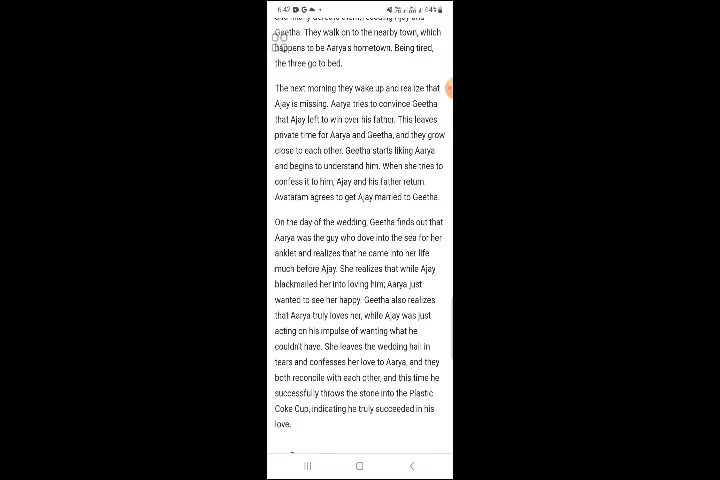 6:42
64%
Geetha. They walk on to the nearby town, which
happens to be Aarya's hometown. Being tired,
the three go to bed.
The next morning they wake up and realize that
Ajay is missing. Aarya tries to convince Geetha
that Ajay left to win over his father. This leaves
private time for Aarya and Geetha, and they grow
close to each other. Geetha starts liking Aarya
and begins to understand him. When she tries to
confess it to him, Ajay and his father return.
Avataram agrees to get Ajay married to Geetha.
On the day of the wedding, Geetha finds out that
Aarya was the guy who dove into the sea for her
anklet and realizes that he came into her life
much before Ajay. She realizes that while Ajay
blackmailed her into loving him; Aarya just
wanted to see her happy. Geetha also realizes
that Aarya truly loves her, while Ajay was just
acting on his impulse of wanting what he
couldn't have. She leaves the wedding hall in
tears and confesses her love to Aarya, and they
both reconcile with each other, and this time he
successfully throws the stone into the Plastic
Coke Cup, indicating he truly succeeded in his
love.